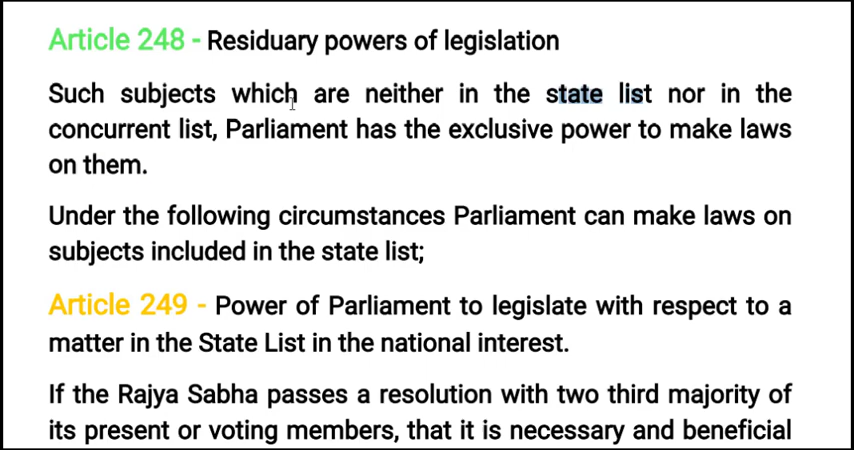 Article 248 - Residuary powers of legislation
Such subjects which are neither in the state list nor in the
concurrent list, Parliament has the exclusive power to make laws
on them.
Under the following circumstances Parliament can make laws on
subjects included in the state list;
Article 249 - Power of Parliament to legislate with respect to a
matter in the State List in the national interest.
If the Rajya Sabha passes a resolution with two third majority of
its present or voting members, that it is necessary and beneficial